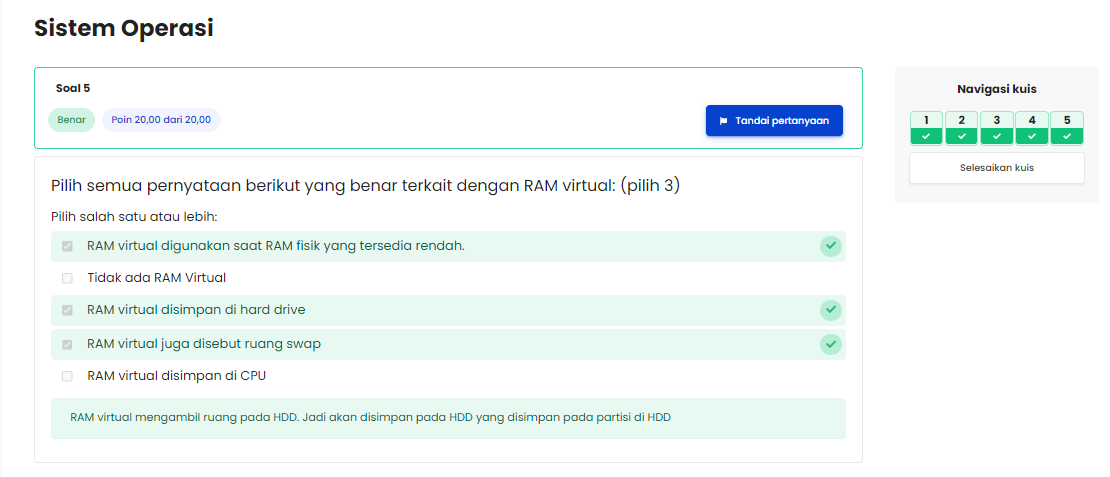 Sistem Operasi
Soal 5
Benar
Poin 20,00 dari 20,00
Tandai pertanyaan
Pilih semua pernyataan berikut yang benar terkait dengan RAM virtual: (pilih 3)
Pilih salah satu atau lebih:
RAM virtual digunakan saat RAM fisik yang tersedia rendah.
Tidak ada RAM Virtual
RAM virtual disimpan di hard drive
RAM virtual juga disebut ruang swap
RAM virtual disimpan di CPU
RAM virtual mengambil ruang pada HDD. Jadi akan disimpan pada HDD yang disimpan pada partisi di HDD
Navigasi kuis
1 2 3 4 5
Selesaikan kuis